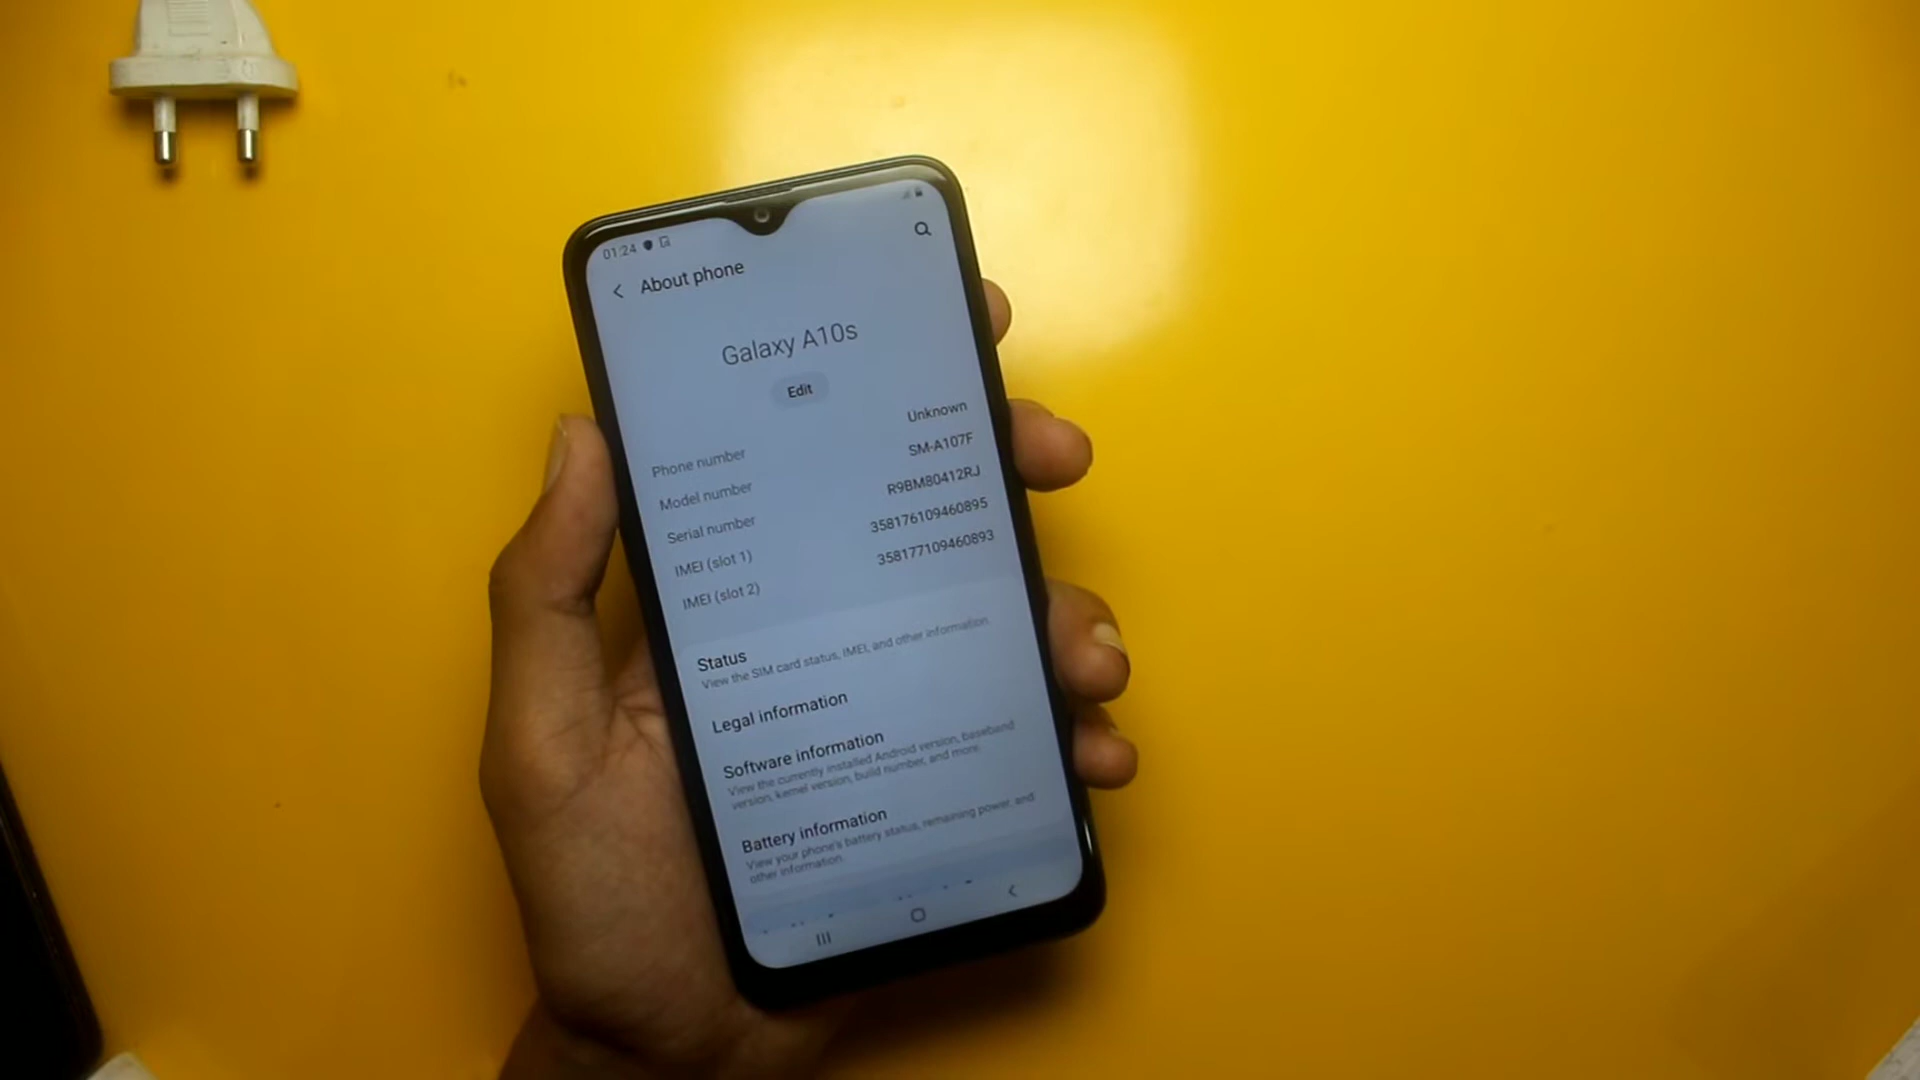 01:24
About phone
Galaxy A10s
Edit
Phone number Unknown
Model number SM-A107F
Serial number R9BM80412RJ
IMEI (slot 1) 358176109460895
IMEI (slot 2) 358177109460893
Status
View the SIM card status, IMEI, and other information.
Legal information
Software information
View the currently installed Android version, baseband
version, kernel version, build number, and more.
Battery information
View your phone's battery status, remaining power, and
other information.